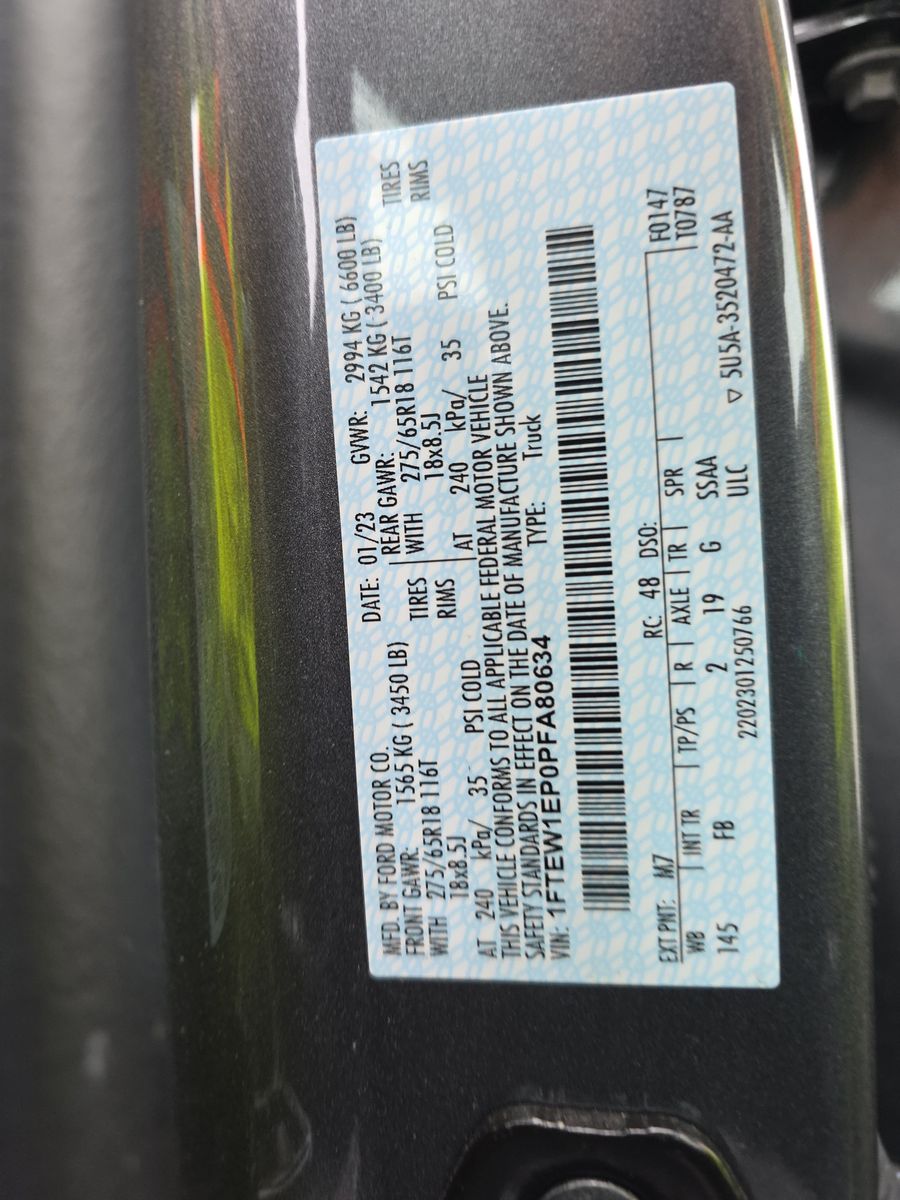 MFD. BY FORD MOTOR CO.
DATE: 01/23 GVWR: 2994 KG ( 6600 LB)
FRONT GAWR: 1565 KG ( 3450 LB) REAR GAWR: 1542 KG ( 3400 LB)
WITH 275/65R18 116T TIRES WITH 275/65R18 116T TIRES
18x8.5J RIMS 18x8.5J RIMS
AT 240 kPa/ 35 PSI COLD AT 240 kPa/ 35 PSI COLD
THIS VEHICLE CONFORMS TO ALL APPLICABLE FEDERAL MOTOR VEHICLE
SAFETY STANDARDS IN EFFECT ON THE DATE OF MANUFACTURE SHOWN ABOVE.
VIN: 1FTEW1EP0PFA80634 TYPE: Truck
EXT PNT: M7 RC: 48 DSO: F0147
WB INT TR TP/PS R AXLE TR SPR T0787
145 FB 2 19 G SSAA
2202301250766 ULC ▽ 5U5A-3520472-AA